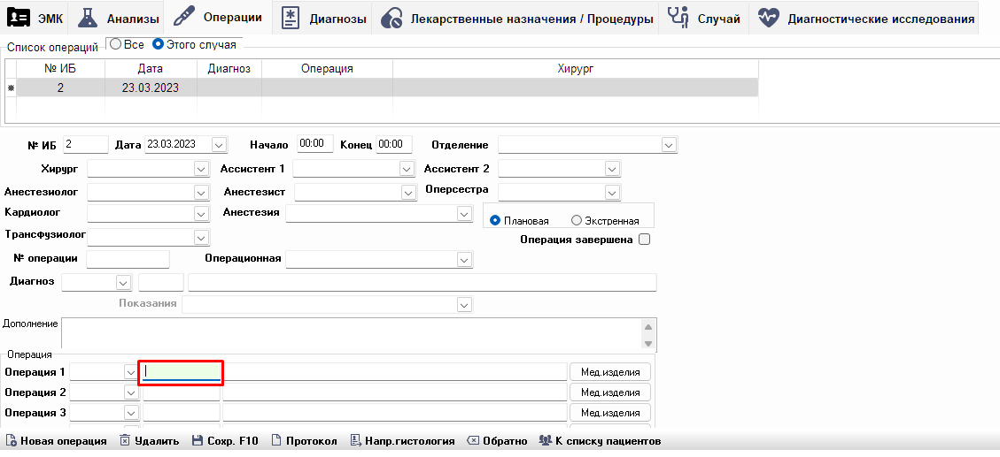 ЭМК Анализы Операции Диагнозы Лекарственные назначения / Процедуры Случай Диагностические исследования
Список операций Все Этого случая
№ ИБ Дата Диагноз Операция Хирург
2 23.03.2023
№ ИБ 2 Дата 23.03.2023 Начало 00:00 Конец 00:00 Отделение
Хирург Ассистент 1 Ассистент 2
Анестезиолог Анестезист Оперсестра
Кардиолог Анестезия Плановая Экстренная
Трансфузиолог Операция завершена
№ операции Операционная
Диагноз
Показания
Дополнение
Операция
Операция 1 Мед.изделия
Операция 2 Мед.изделия
Операция 3 Мед.изделия
Новая операция Удалить Сохр. F10 Протокол Напр.гистология Обратно К списку пациентов